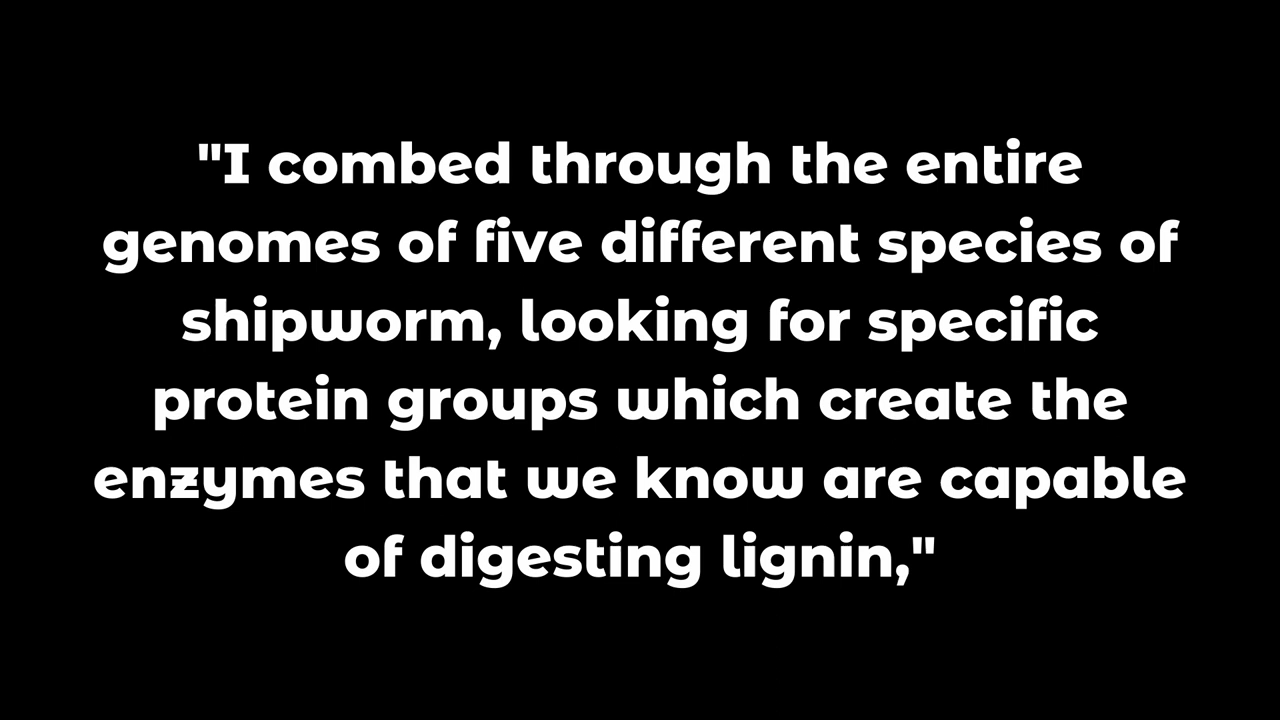 "I combed through the entire
genomes of five different species of
shipworm, looking for specific
protein groups which create the
enzymes that we know are capable
of digesting lignin,"